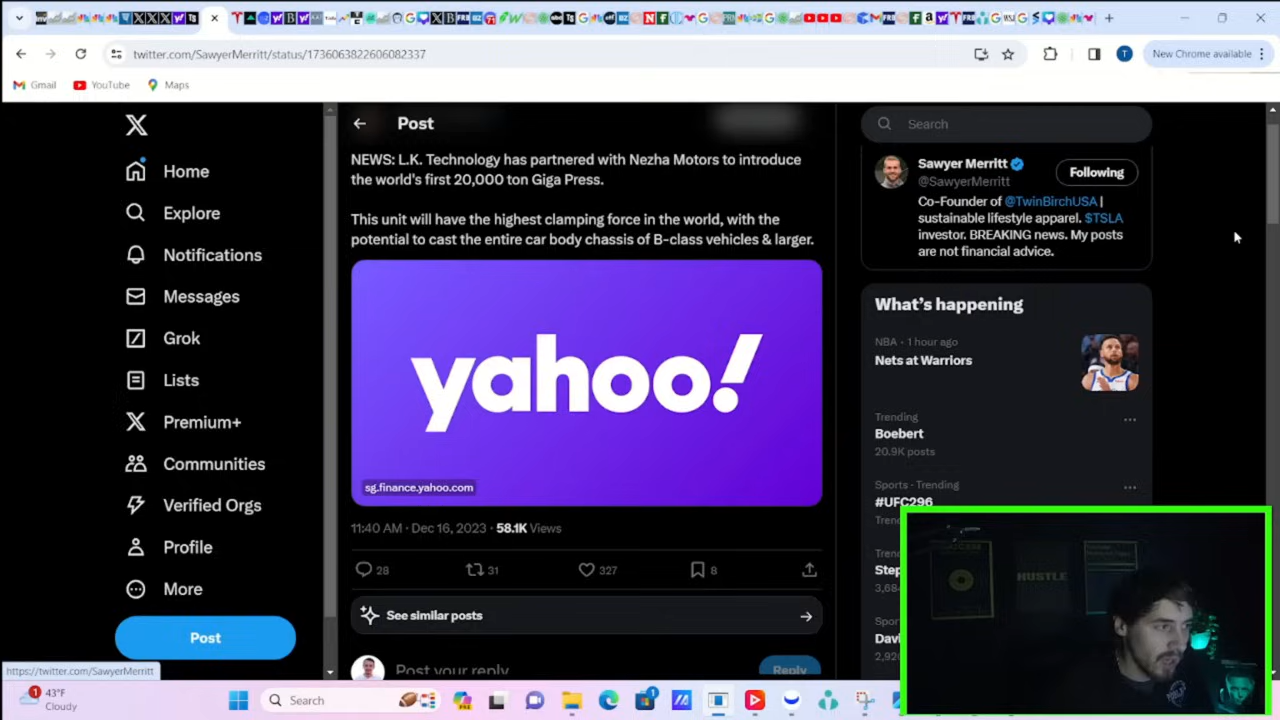 twitter.com/SawyerMerritt/status/1736063822606082337
New Chrome available
Gmail
YouTube
Maps
Home
Explore
Notifications
Messages
Grok
Lists
Premium+
Communities
Verified Orgs
Profile
More
Post
https://twitter.com/SawyerMerritt
Post
NEWS: L.K. Technology has partnered with Nezha Motors to introduce
the world's first 20,000 ton Giga Press.
This unit will have the highest clamping force in the world, with the
potential to cast the entire car body chassis of B-class vehicles & larger.
yahoo!
sg.finance.yahoo.com
11:40 AM · Dec 16, 2023 · 58.1K Views
28
31
327
8
See similar posts
Post your reply
Reply
Search
Sawyer Merritt
@SawyerMerritt
Following
Co-Founder of @TwinBirchUSA |
sustainable lifestyle apparel. $TSLA
investor. BREAKING news. My posts
are not financial advice.
What's happening
NBA · 1 hour ago
Nets at Warriors
Trending
Boebert
20.9K posts
Sports · Trending
#UFC296
HUSTLE
1
43°F
Cloudy
Search
1
T